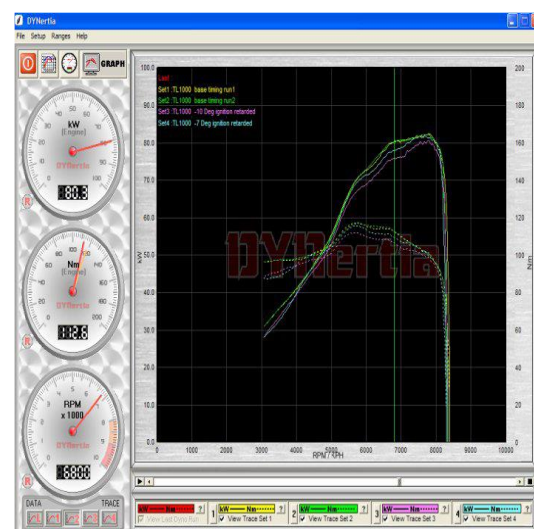 DYNertia
File Setup Ranges Help
GRAPH
Last
Set1 :TL1000 base timing run1
Set2 :TL1000 base timing run2
Set3 :TL1000 -10 Deg ignition retarded
Set4 :TL1000 -7 Deg ignition retarded
100.0
90.0
80.0
70.0
60.0
50.0
40.0
30.0
20.0
10.0
0.0
kW
200
180
160
140
120
100
80
60
40
20
0
Nm
DYNertia
0 1000 2000 3000 4000 5000 6000 7000 8000 9000 10000
RPM / KPH
kW
(Engine)
DYNertia
80.3
R
Nm
(Engine)
DYNertia
112.6
R
RPM
x 1000
DYNertia
6800
R
DATA TRACE
kW Nm ?
View Last Dyno Run
1 kW Nm ?
View Trace Set 1
2 kW Nm ?
View Trace Set 2
3 kW Nm ?
View Trace Set 3
4 kW Nm ?
View Trace Set 4